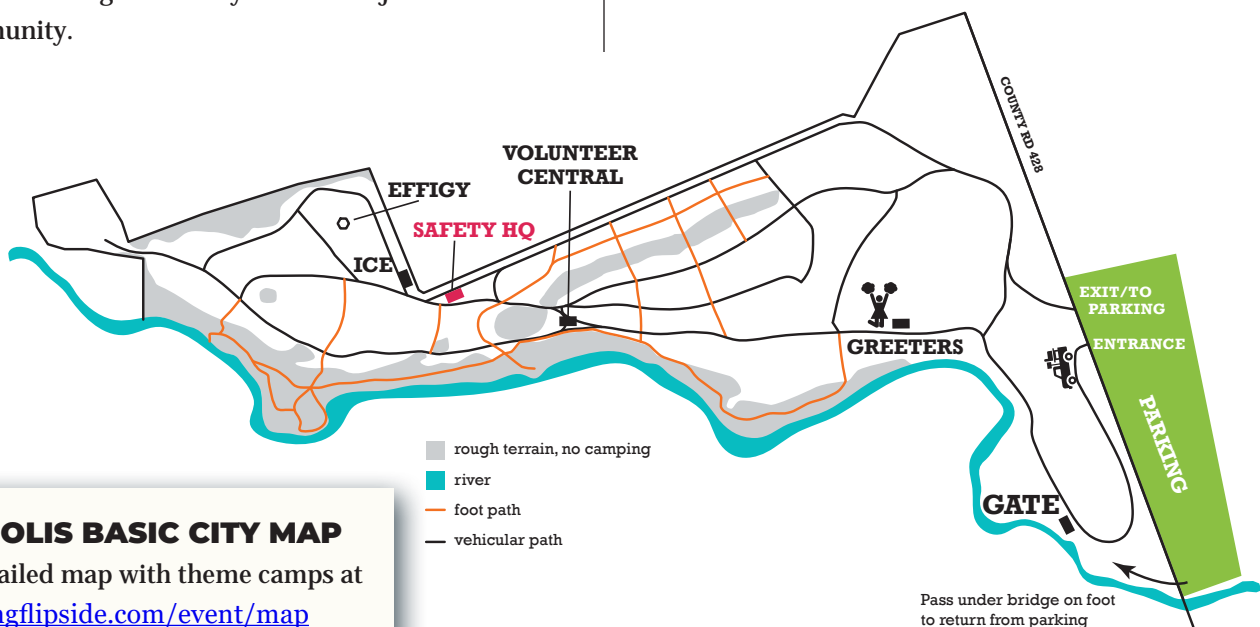 munity.
COUNTY RD 428
VOLUNTEER
CENTRAL
EFFIGY
SAFETY HQ
ICE
EXIT/TO
PARKING
ENTRANCE
GREETERS
PARKING
GATE
rough terrain, no camping
river
foot path
vehicular path
OLIS BASIC CITY MAP
ailed map with theme camps at
ngflipside.com/event/map
Pass under bridge on foot
to return from parking